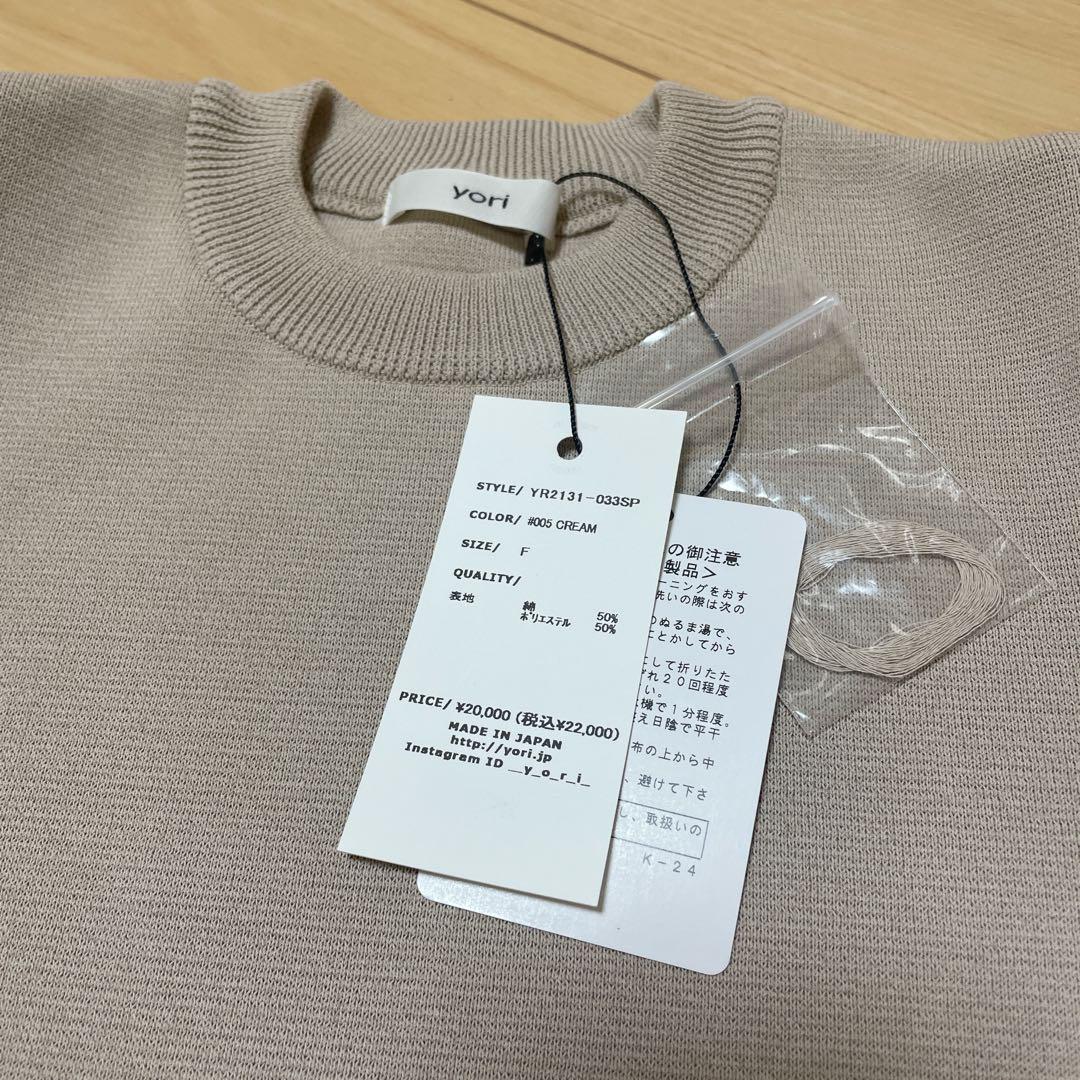 yori
STYLE/ YR2131-033SP
COLOR/ #005 CREAM
SIZE/ F
QUALITY/
表地 綿 50%
ポリエステル 50%
PRICE/ ¥20,000 (税込¥22,000)
MADE IN JAPAN
http://yori.jp
Instagram ID __y_o_r_i_
の御注意
製品＞
ーニングをおす
洗いの際は次の
のぬるま湯で、
とかしてから
にして折りたた
ぞれ２０回程度
い。
機で１分程度。
え日陰で平干
布の上から中
、避けて下さ
し、取扱いの
K－２４